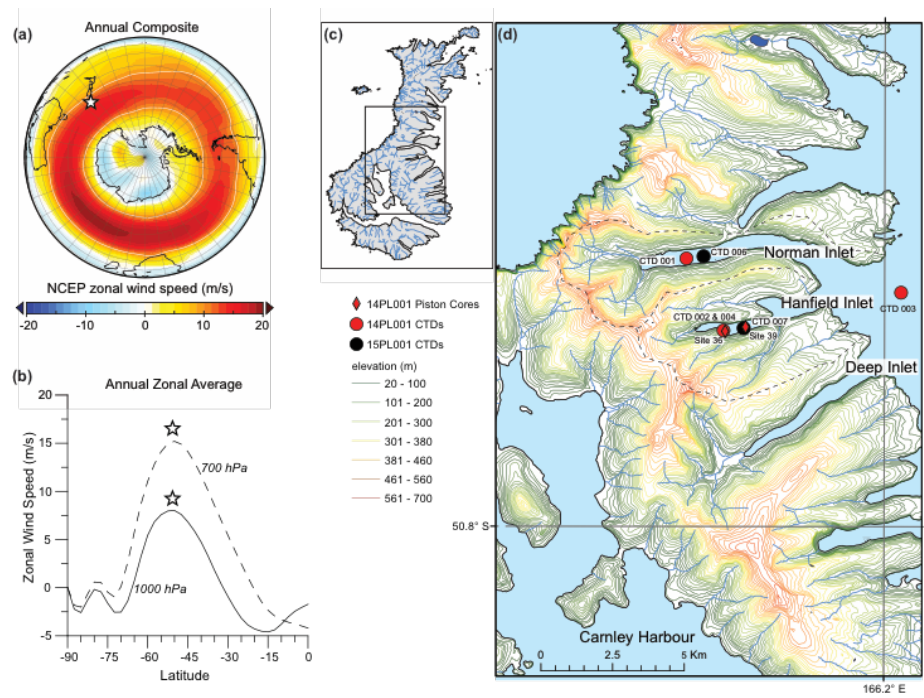 (a)
Annual Composite
NCEP zonal wind speed (m/s)
-20 -10 0 10 20
(b)
Annual Zonal Average
Zonal Wind Speed (m/s)
20
15
10
5
0
-5
700 hPa
1000 hPa
-90 -75 -60 -45 -30 -15 0
Latitude
(c)
14PL001 Piston Cores
14PL001 CTDs
15PL001 CTDs
elevation (m)
20 - 100
101 - 200
201 - 300
301 - 380
381 - 460
461 - 560
561 - 700
(d)
Norman Inlet
CTD 001
CTD 006
CTD 003
Hanfield Inlet
CTD 002 & 004
CTD 007
Site 36
Site 39
Deep Inlet
50.8° S
Carnley Harbour
0 2.5 5 Km
166.2° E